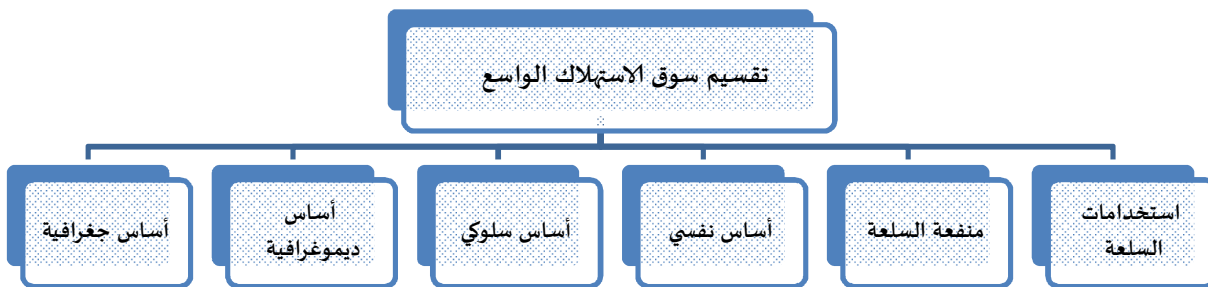 تقسيم سوق الاستهلاك الواسع
استخدامات
السلعة
منفعة السلعة
أساس نفسي
أساس سلوكي
أساس
ديموغرافية
أساس جغرافية